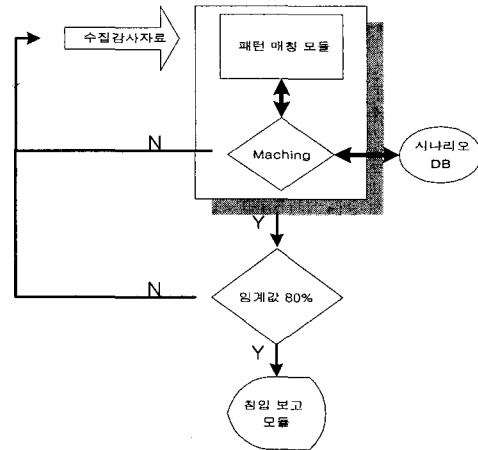 수집감사자료
패턴 매칭 모듈
N
Maching
시나리오
DB
Y
N
임계값 80%
Y
침입 보고
모듈